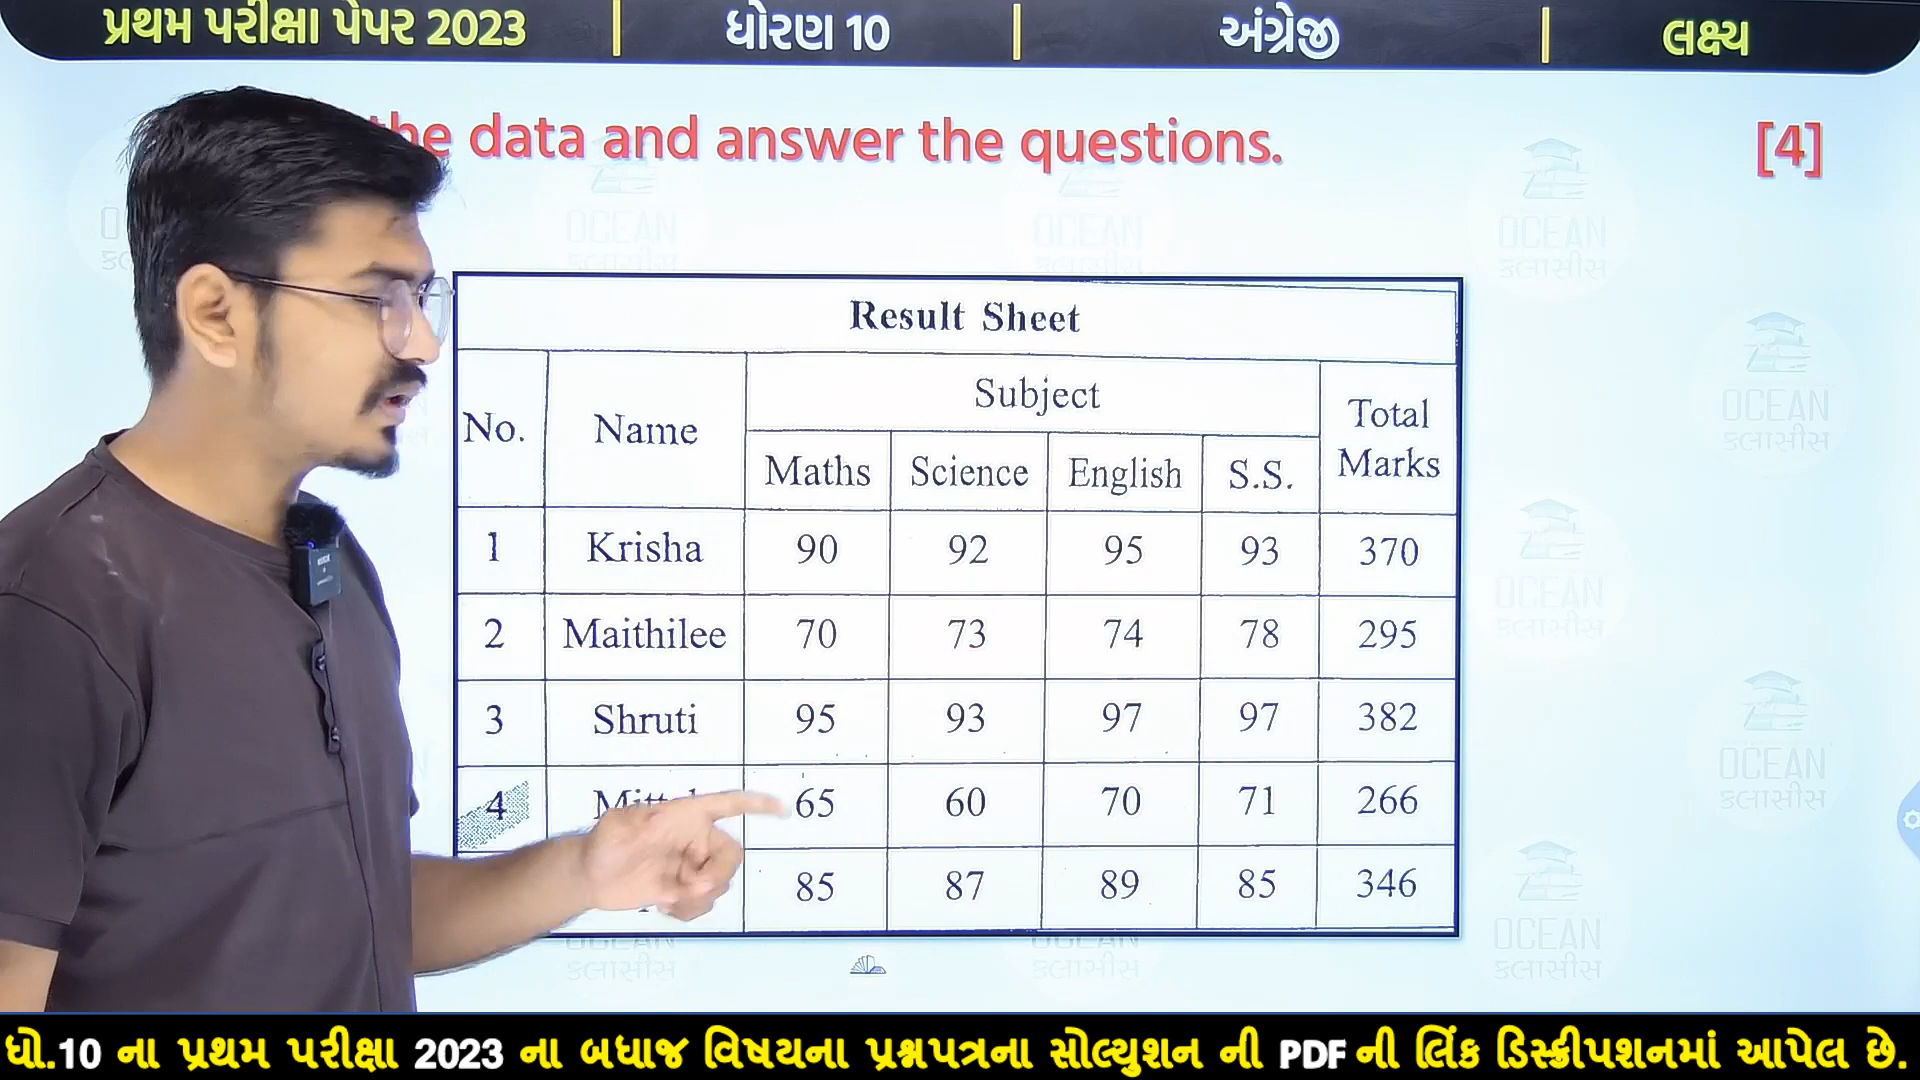 પ્રથમ પરીક્ષા પેપર 2023 | ધોરણ 10 | અંગ્રેજી | લક્ષ્ય
the data and answer the questions. [4]
Result Sheet
No. Name Subject Total Marks
Maths Science English S.S.
1 Krisha 90 92 95 93 370
2 Maithilee 70 73 74 78 295
3 Shruti 95 93 97 97 382
4 65 60 70 71 266
85 87 89 85 346
OCEAN
ક્લાસીસ
ધો.10 ના પ્રથમ પરીક્ષા 2023 ના બધાજ વિષયના પ્રશ્નપત્રના સોલ્યુશન ની PDF ની લિંક ડિસ્ક્રીપશનમાં આપેલ છે.